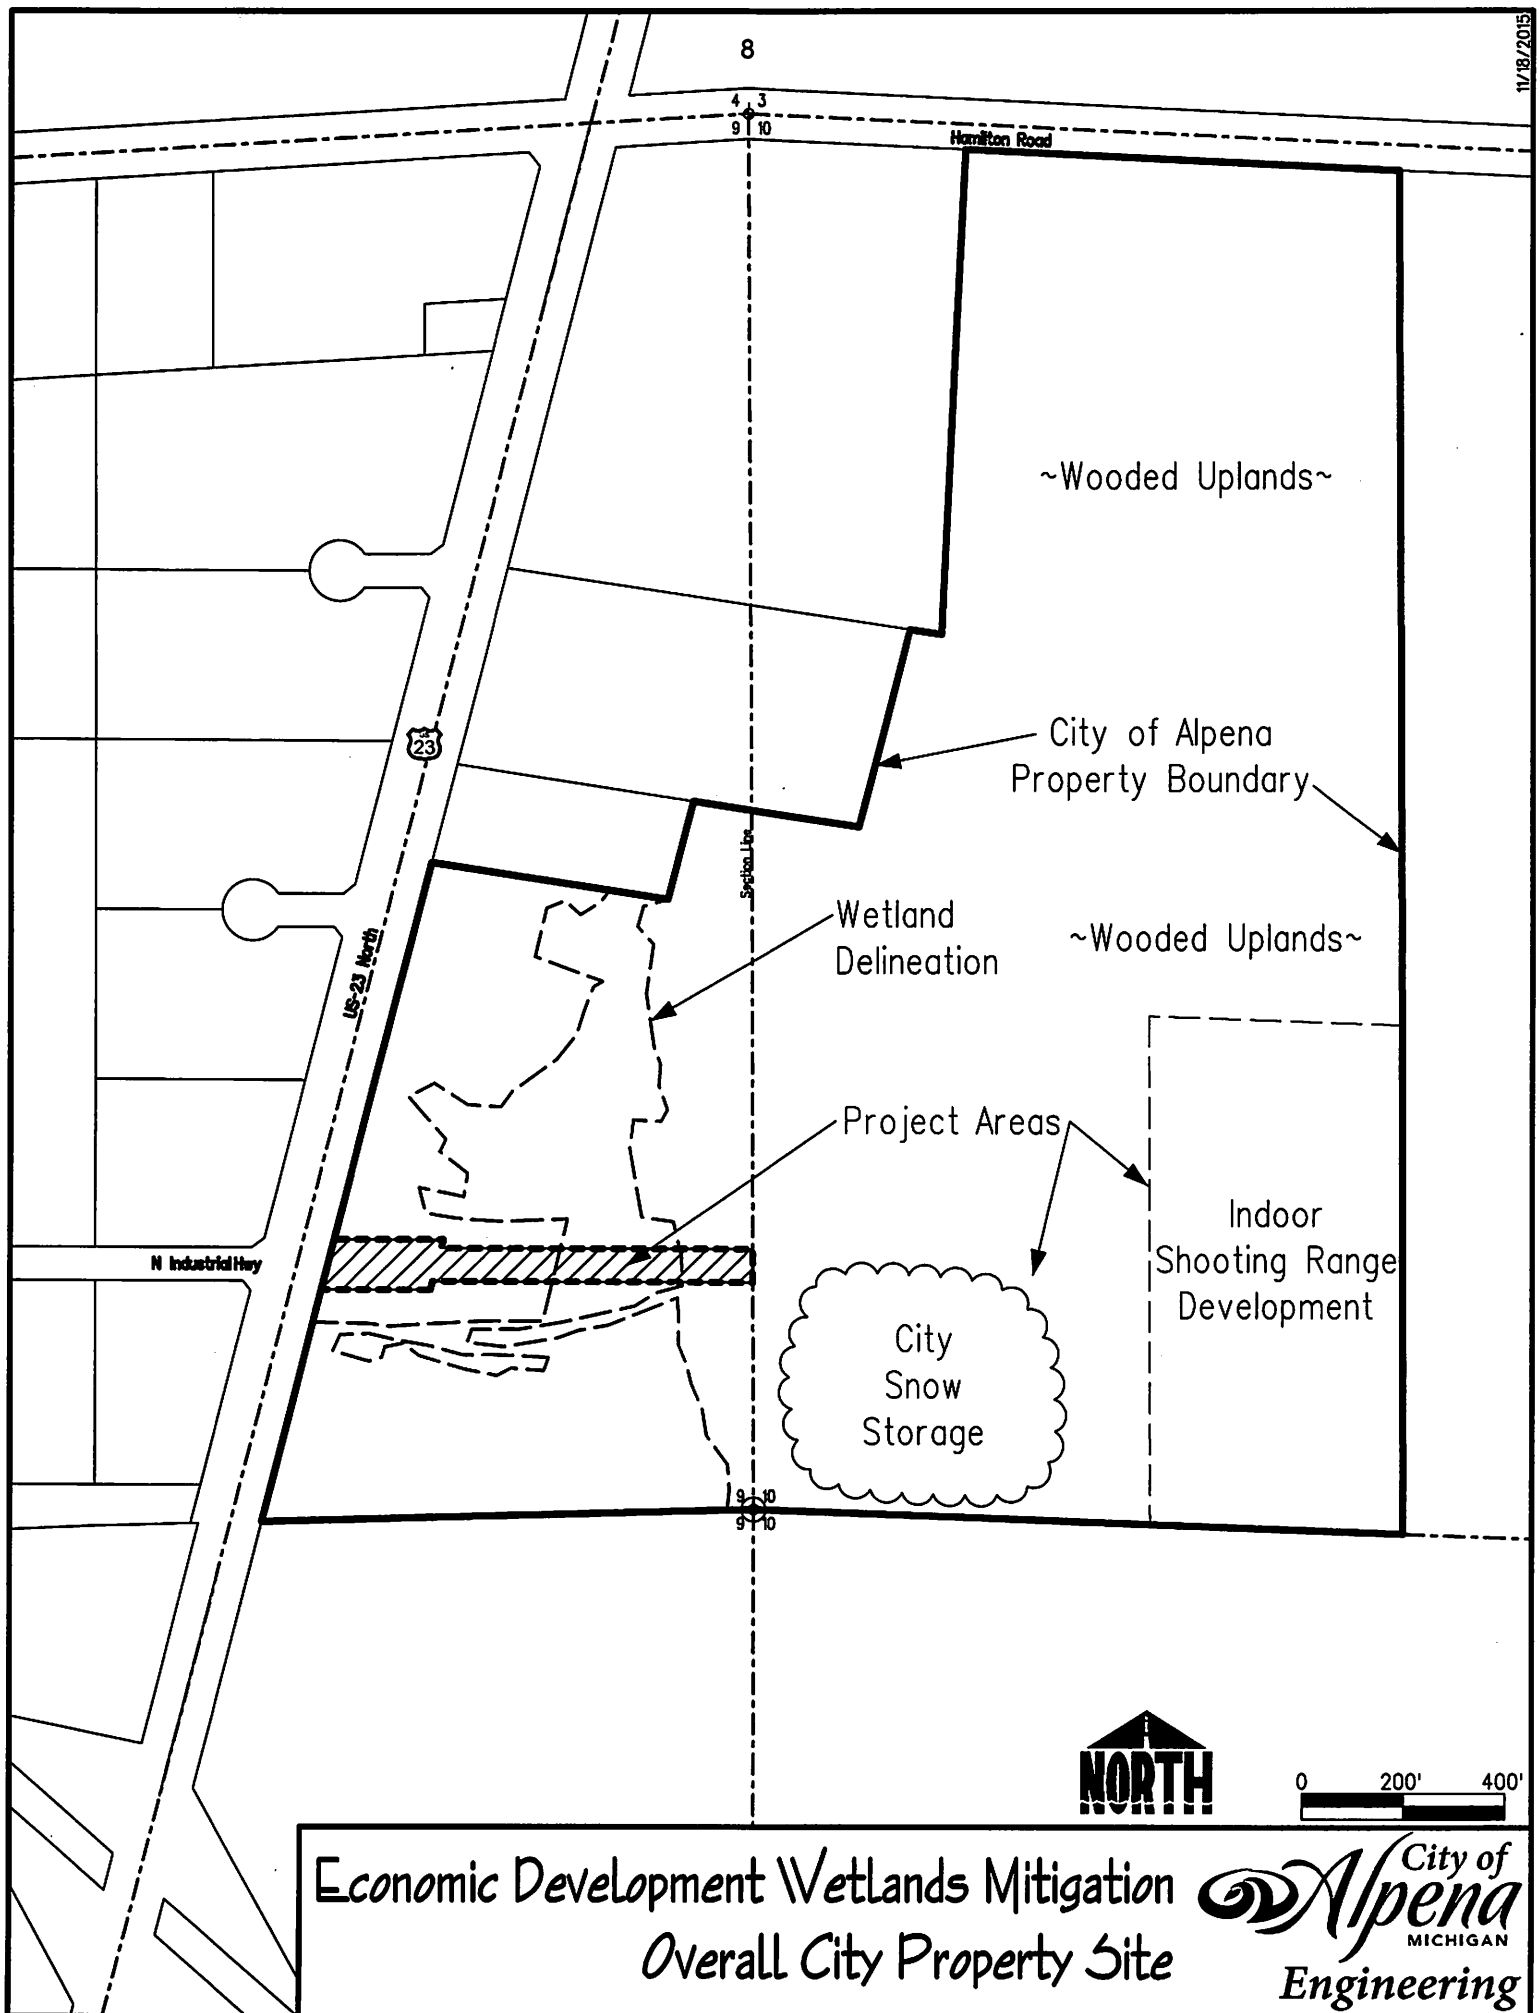 11/18/2015
8
4 3
9 10
Hamilton Road
~Wooded Uplands~
City of Alpena
Property Boundary
US
23
Section Line
Wetland
Delineation
~Wooded Uplands~
US-23 North
Project Areas
Indoor
Shooting Range
Development
N Industrial Hwy
City
Snow
Storage
9 10
9 10
NORTH
0 200' 400'
Economic Development Wetlands Mitigation
Overall City Property Site
City of
Alpena
MICHIGAN
Engineering